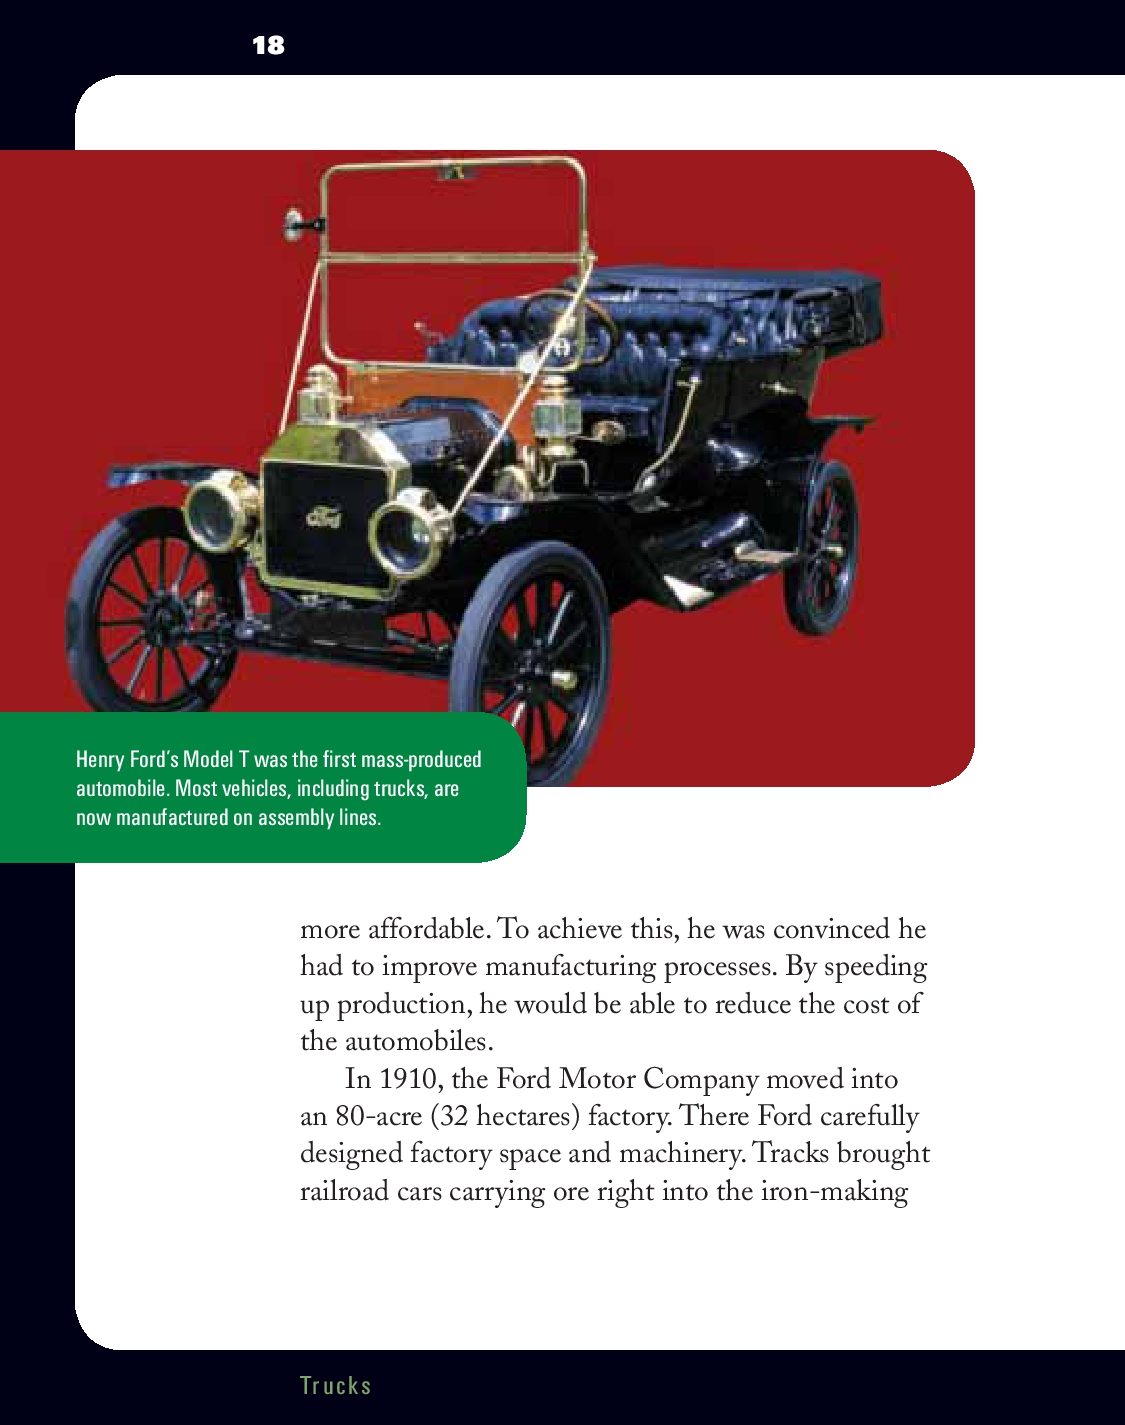 18
Ford
Henry Ford's Model T was the first mass-produced
automobile. Most vehicles, including trucks, are
now manufactured on assembly lines.
more affordable. To achieve this, he was convinced he
had to improve manufacturing processes. By speeding
up production, he would be able to reduce the cost of
the automobiles.
In 1910, the Ford Motor Company moved into
an 80-acre (32 hectares) factory. There Ford carefully
designed factory space and machinery. Tracks brought
railroad cars carrying ore right into the iron-making
Trucks